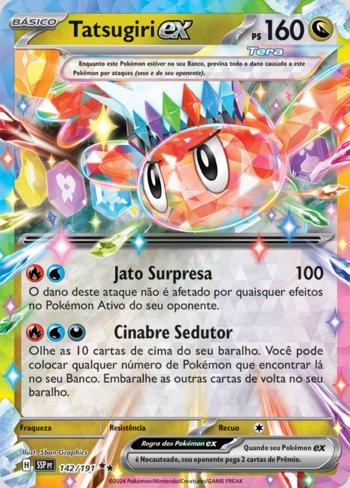 BÁSICO
Tatsugiri ex PS 160
Tera
Enquanto este Pokémon estiver no seu Banco, previna todo o dano causado a este
Pokémon por ataques (seus e do seu oponente).
Jato Surpresa 100
O dano deste ataque não é afetado por quaisquer efeitos
no Pokémon Ativo do seu oponente.
Cinabre Sedutor
Olhe as 10 cartas de cima do seu baralho. Você pode
colocar qualquer número de Pokémon que encontrar lá
no seu Banco. Embaralhe as outras cartas de volta no seu
baralho.
Fraqueza Resistência Recuo
Illust. 5ban Graphics
H SSP PT 142/191
Regra dos Pokémon ex Quando seu Pokémon ex
é Nocauteado, seu oponente pega 2 cartas de Prêmio.
©2024 Pokémon/Nintendo/Creatures/GAME FREAK